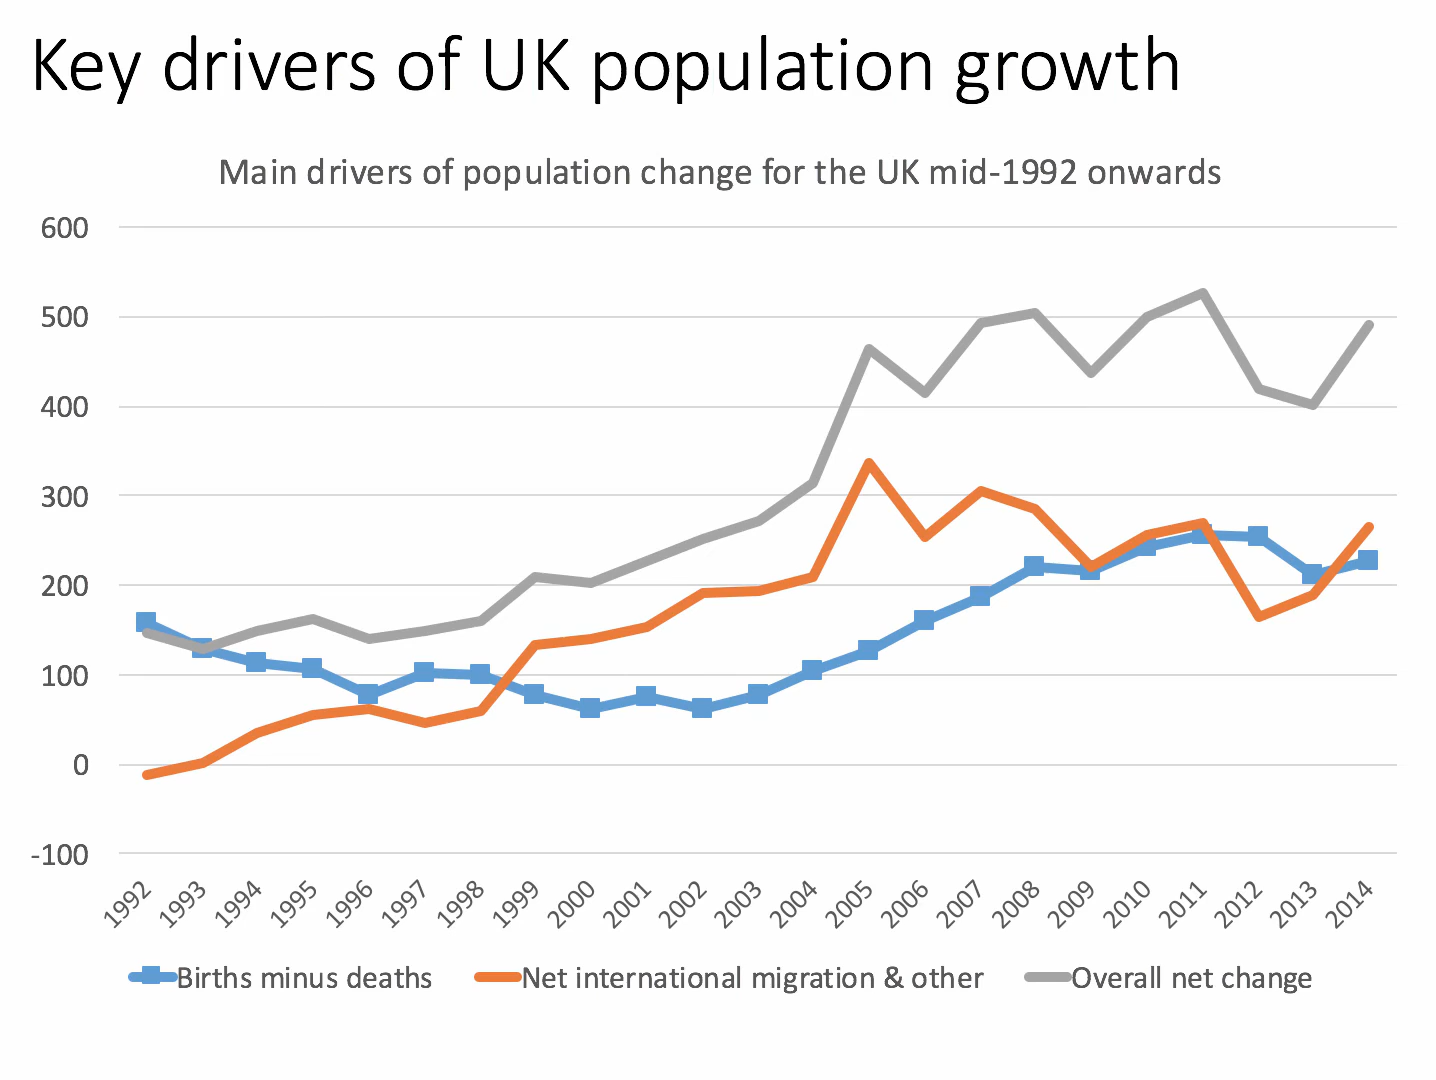 Key drivers of UK population growth
Main drivers of population change for the UK mid-1992 onwards
600
500
400
300
200
100
0
-100
1992 1993 1994 1995 1996 1997 1998 1999 2000 2001 2002 2003 2004 2005 2006 2007 2008 2009 2010 2011 2012 2013 2014
Births minus deaths Net international migration & other Overall net change